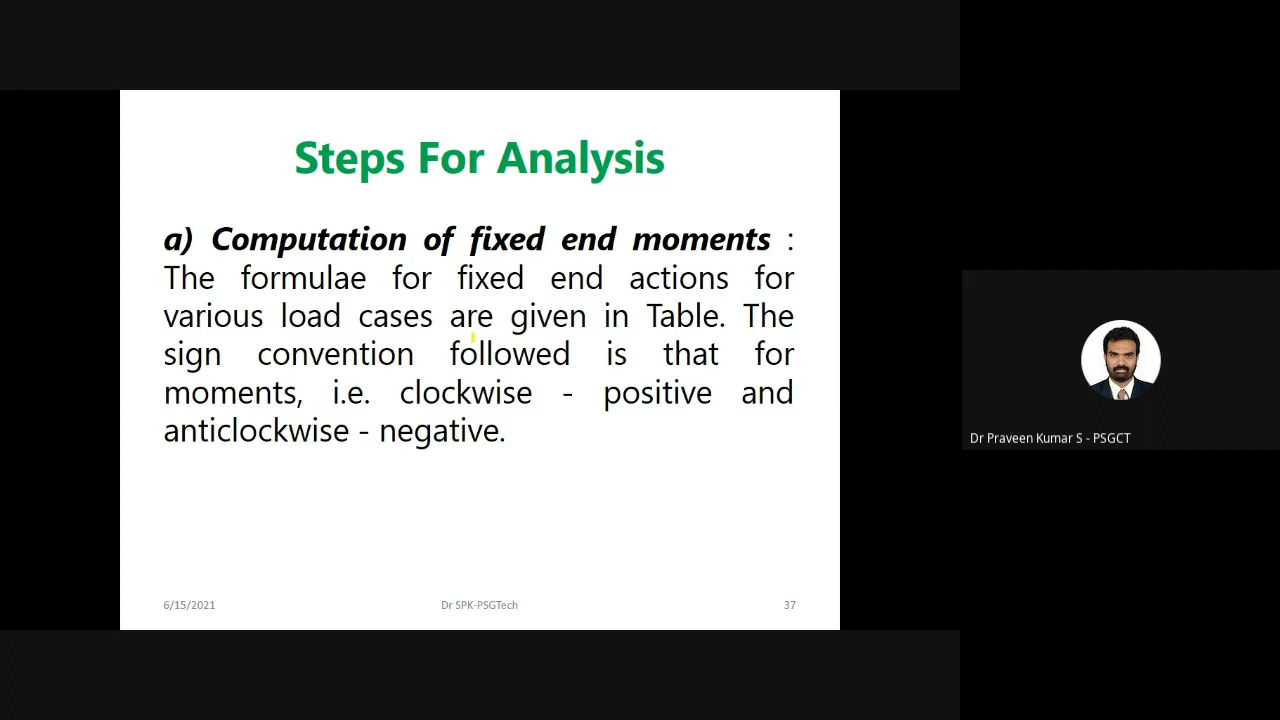 Steps For Analysis
a) Computation of fixed end moments :
The formulae for fixed end actions for
various load cases are given in Table. The
sign convention followed is that for
moments, i.e. clockwise - positive and
anticlockwise - negative.
6/15/2021
Dr SPK-PSGTech
37
Dr Praveen Kumar S - PSGCT